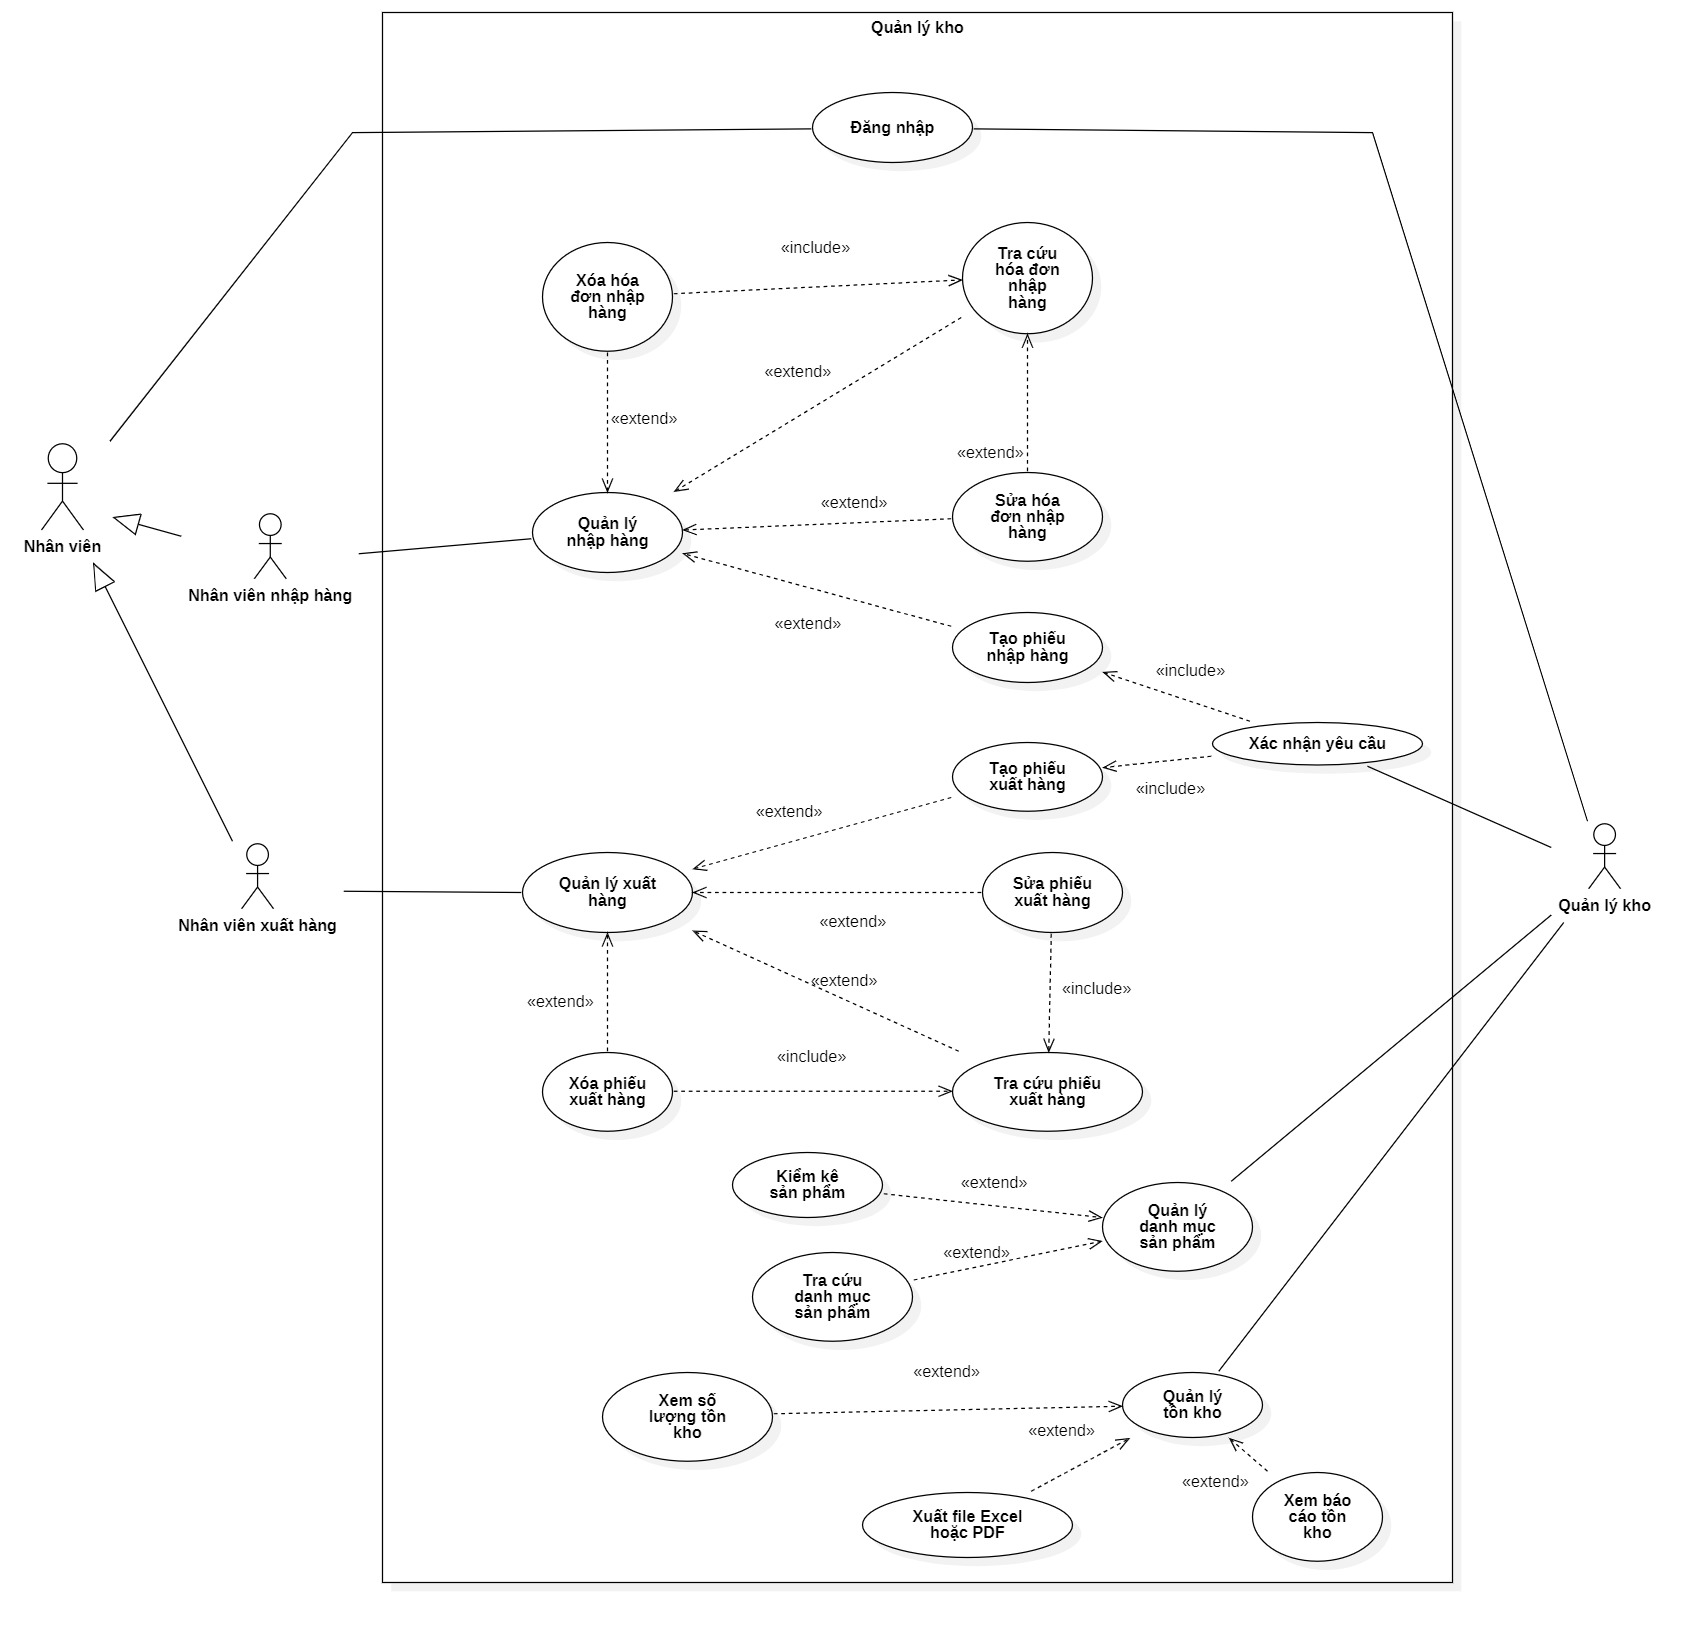 Quản lý kho
Đăng nhập
«include»
Tra cứu
hóa đơn
nhập
hàng
Xóa hóa
đơn nhập
hàng
«extend»
«extend»
«extend»
Nhân viên
Nhân viên nhập hàng
Quản lý
nhập hàng
«extend»
Sửa hóa
đơn nhập
hàng
«extend»
Tạo phiếu
nhập hàng
«include»
Xác nhận yêu cầu
Tạo phiếu
xuất hàng
«include»
«extend»
Nhân viên xuất hàng
Quản lý xuất
hàng
Sửa phiếu
xuất hàng
Quản lý kho
«extend»
«extend»
«include»
«extend»
«include»
Xóa phiếu
xuất hàng
Tra cứu phiếu
xuất hàng
Kiểm kê
sản phẩm
«extend»
Quản lý
danh mục
sản phẩm
«extend»
Tra cứu
danh mục
sản phẩm
«extend»
Xem số
lượng tồn
kho
Quản lý
tồn kho
«extend»
«extend»
Xuất file Excel
hoặc PDF
Xem báo
cáo tồn
kho